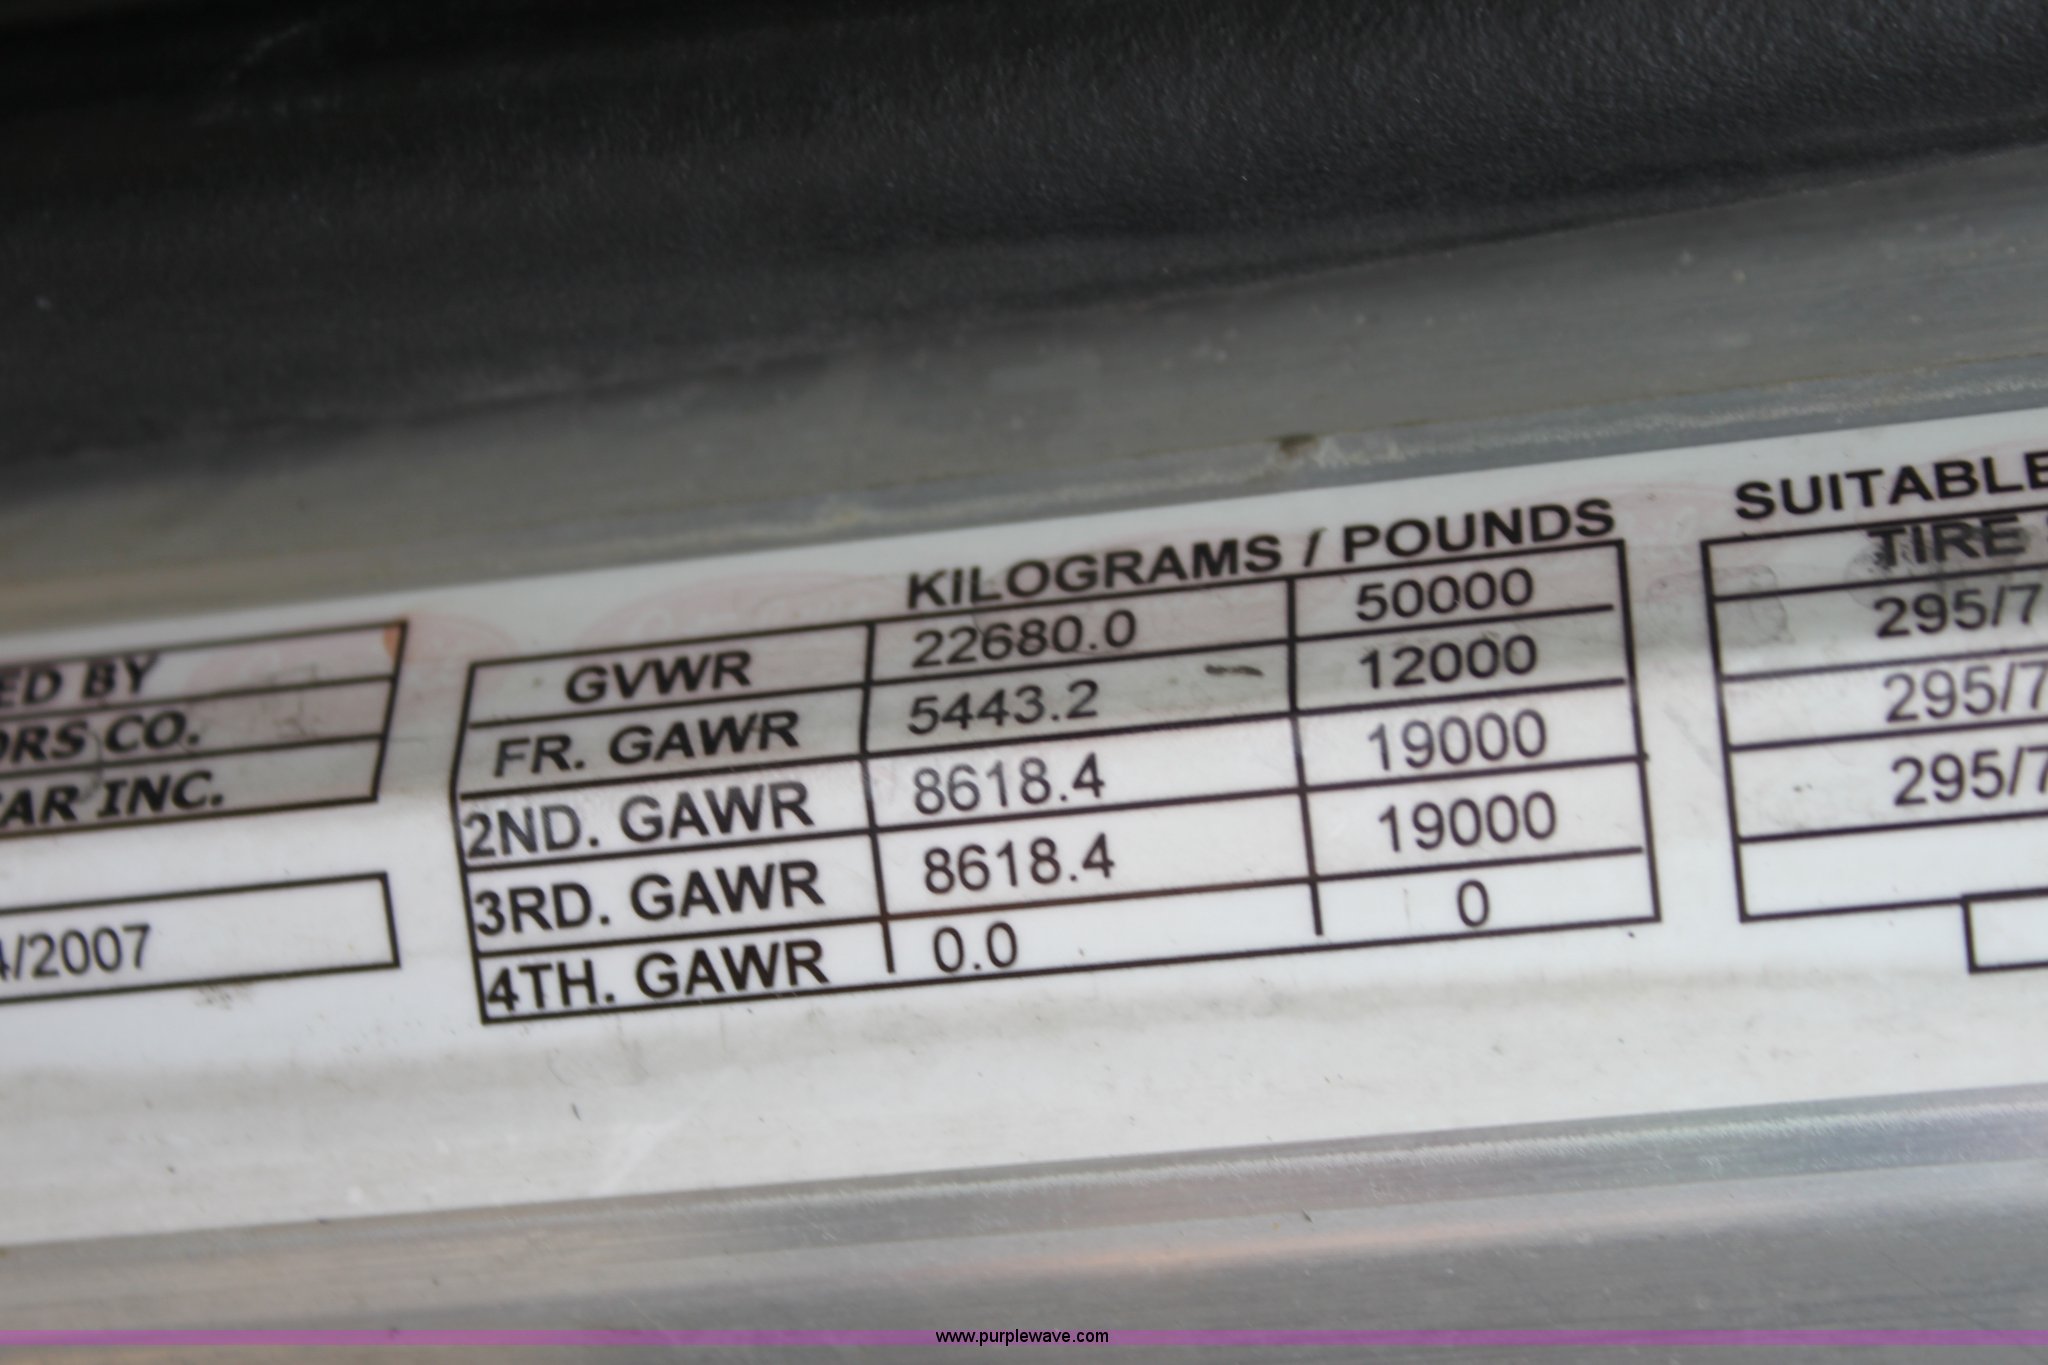 ED BY
ORS CO.
CAR INC.
4/2007
KILOGRAMS / POUNDS
GVWR 22680.0 50000
FR. GAWR 5443.2 12000
2ND. GAWR 8618.4 19000
3RD. GAWR 8618.4 19000
4TH. GAWR 0.0 0
SUITABLE
TIRE
295/7
295/7
295/7
www.purplewave.com